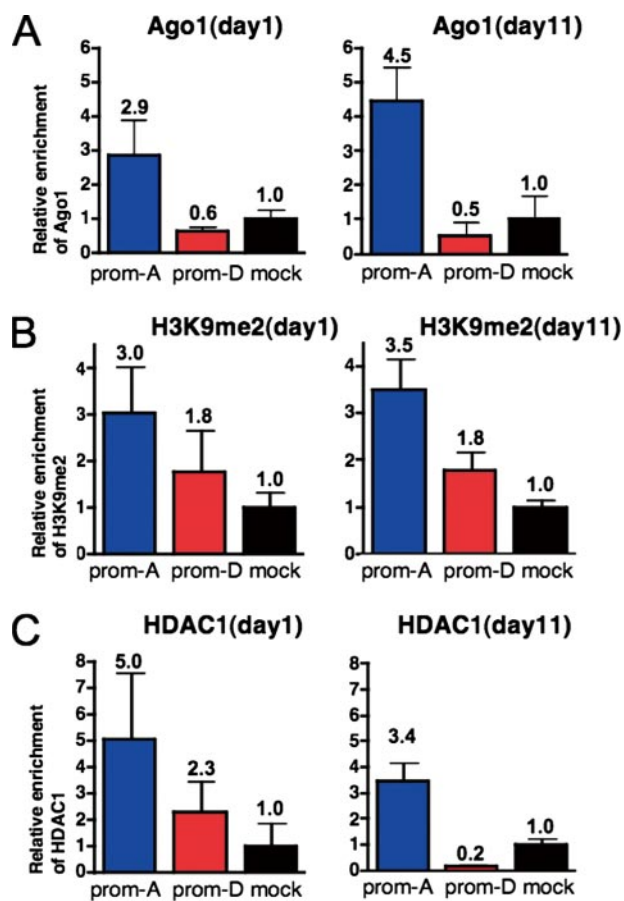 A
Ago1(day1)
Ago1(day11)
Relative enrichment
of Ago1
6
5
4
3
2
1
0
2.9
0.6
1.0
prom-A prom-D mock
6
5
4
3
2
1
0
4.5
0.5
1.0
prom-A prom-D mock
B
H3K9me2(day1)
H3K9me2(day11)
Relative enrichment
of H3K9me2
4
3
2
1
0
3.0
1.8
1.0
prom-A prom-D mock
4
3
2
1
0
3.5
1.8
1.0
prom-A prom-D mock
C
HDAC1(day1)
HDAC1(day11)
Relative enrichment
of HDAC1
8
7
6
5
4
3
2
1
0
5.0
2.3
1.0
prom-A prom-D mock
8
7
6
5
4
3
2
1
0
3.4
0.2
1.0
prom-A prom-D mock